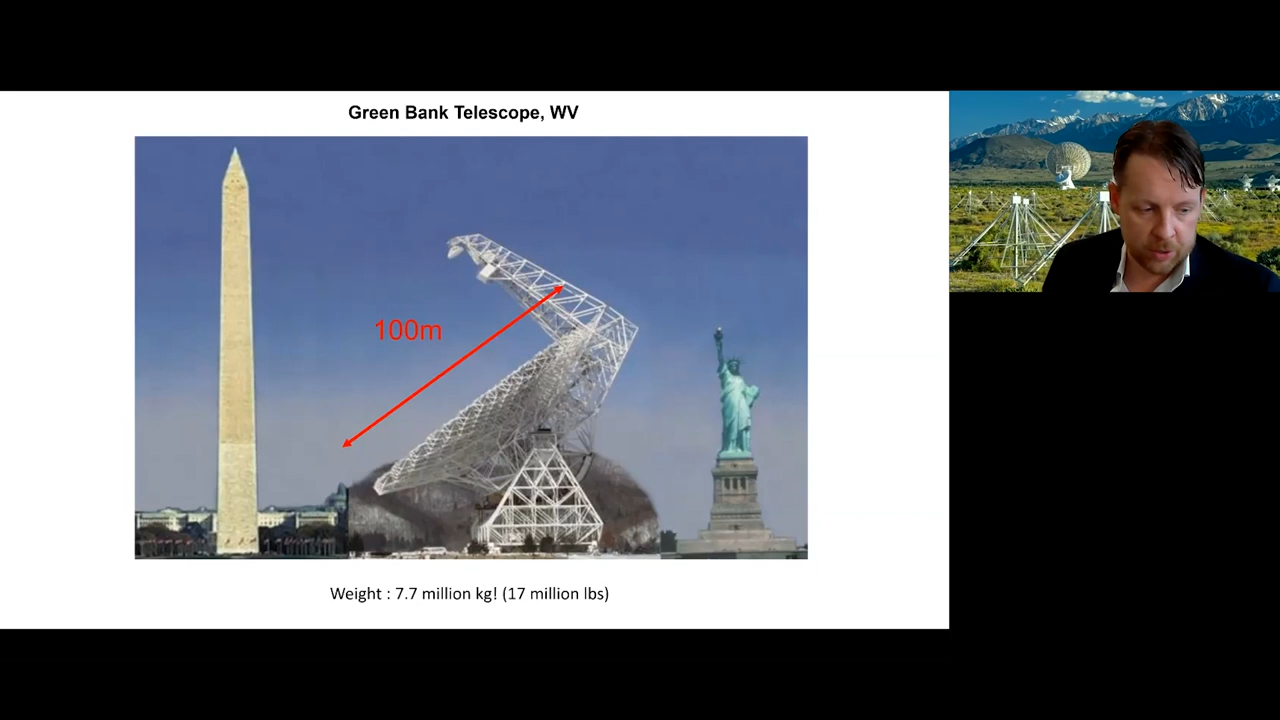 Green Bank Telescope, WV
100m
Weight : 7.7 million kg! (17 million lbs)